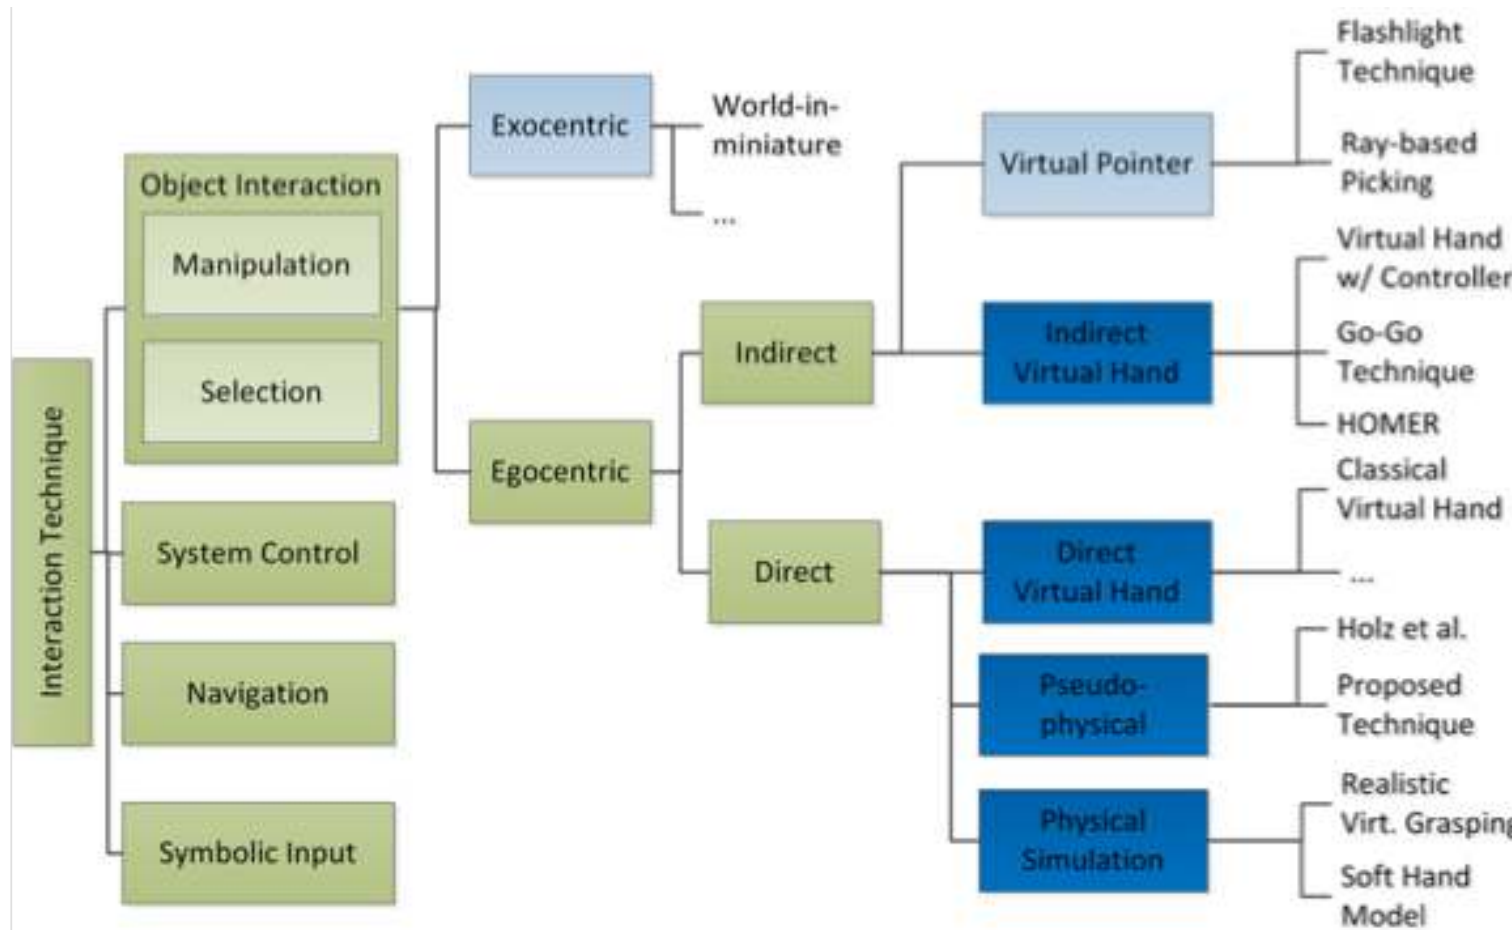 Interaction Technique
Object Interaction
Manipulation
Selection
System Control
Navigation
Symbolic Input
Exocentric
World-in-
miniature
...
Egocentric
Indirect
Direct
Virtual Pointer
Flashlight
Technique
Ray-based
Picking
Indirect
Virtual Hand
Virtual Hand
w/ Controller
Go-Go
Technique
HOMER
Direct
Virtual Hand
Classical
Virtual Hand
...
Pseudo-
physical
Holz et al.
Proposed
Technique
Physical
Simulation
Realistic
Virt. Grasping
Soft Hand
Model